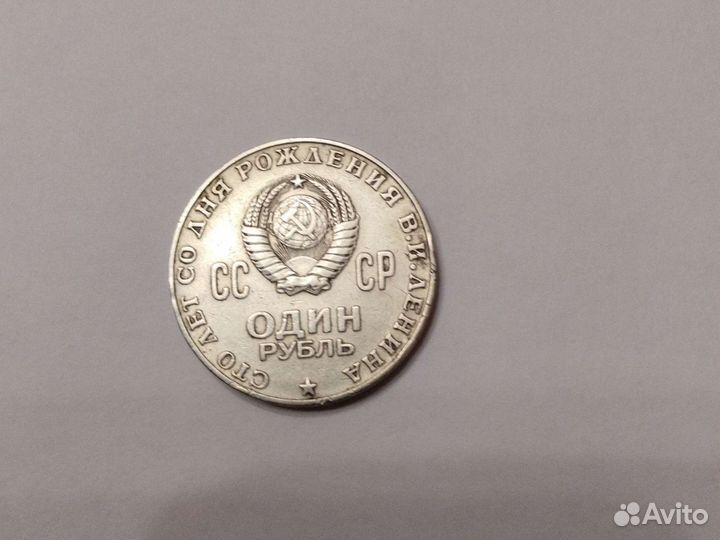 СТО ЛЕТ СО ДНЯ РОЖДЕНИЯ В.И.ЛЕНИНА
СС СР
ОДИН
РУБЛЬ
Avito